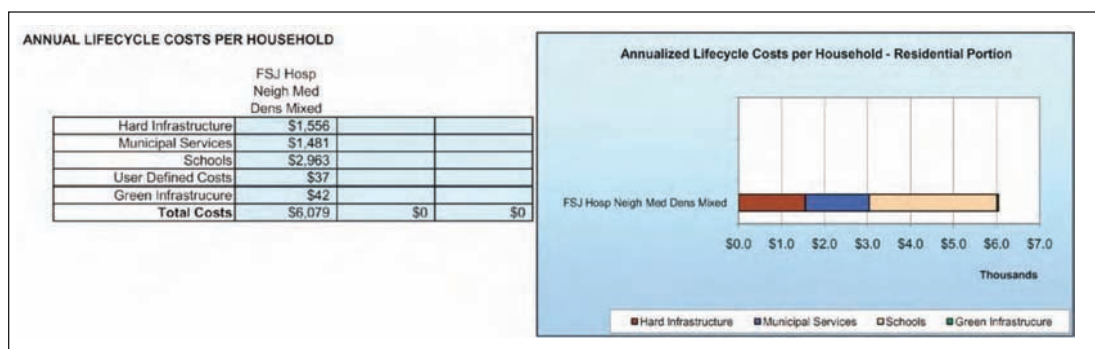 ANNUAL LIFECYCLE COSTS PER HOUSEHOLD
FSJ Hosp
Neigh Med
Dens Mixed
Hard Infrastructure $1,556
Municipal Services $1,481
Schools $2,963
User Defined Costs $37
Green Infrastrucure $42
Total Costs $6,079 $0 $0
Annualized Lifecycle Costs per Household - Residential Portion
FSJ Hosp Neigh Med Dens Mixed
$0.0 $1.0 $2.0 $3.0 $4.0 $5.0 $6.0 $7.0
Thousands
Hard Infrastructure Municipal Services Schools Green Infrastrucure